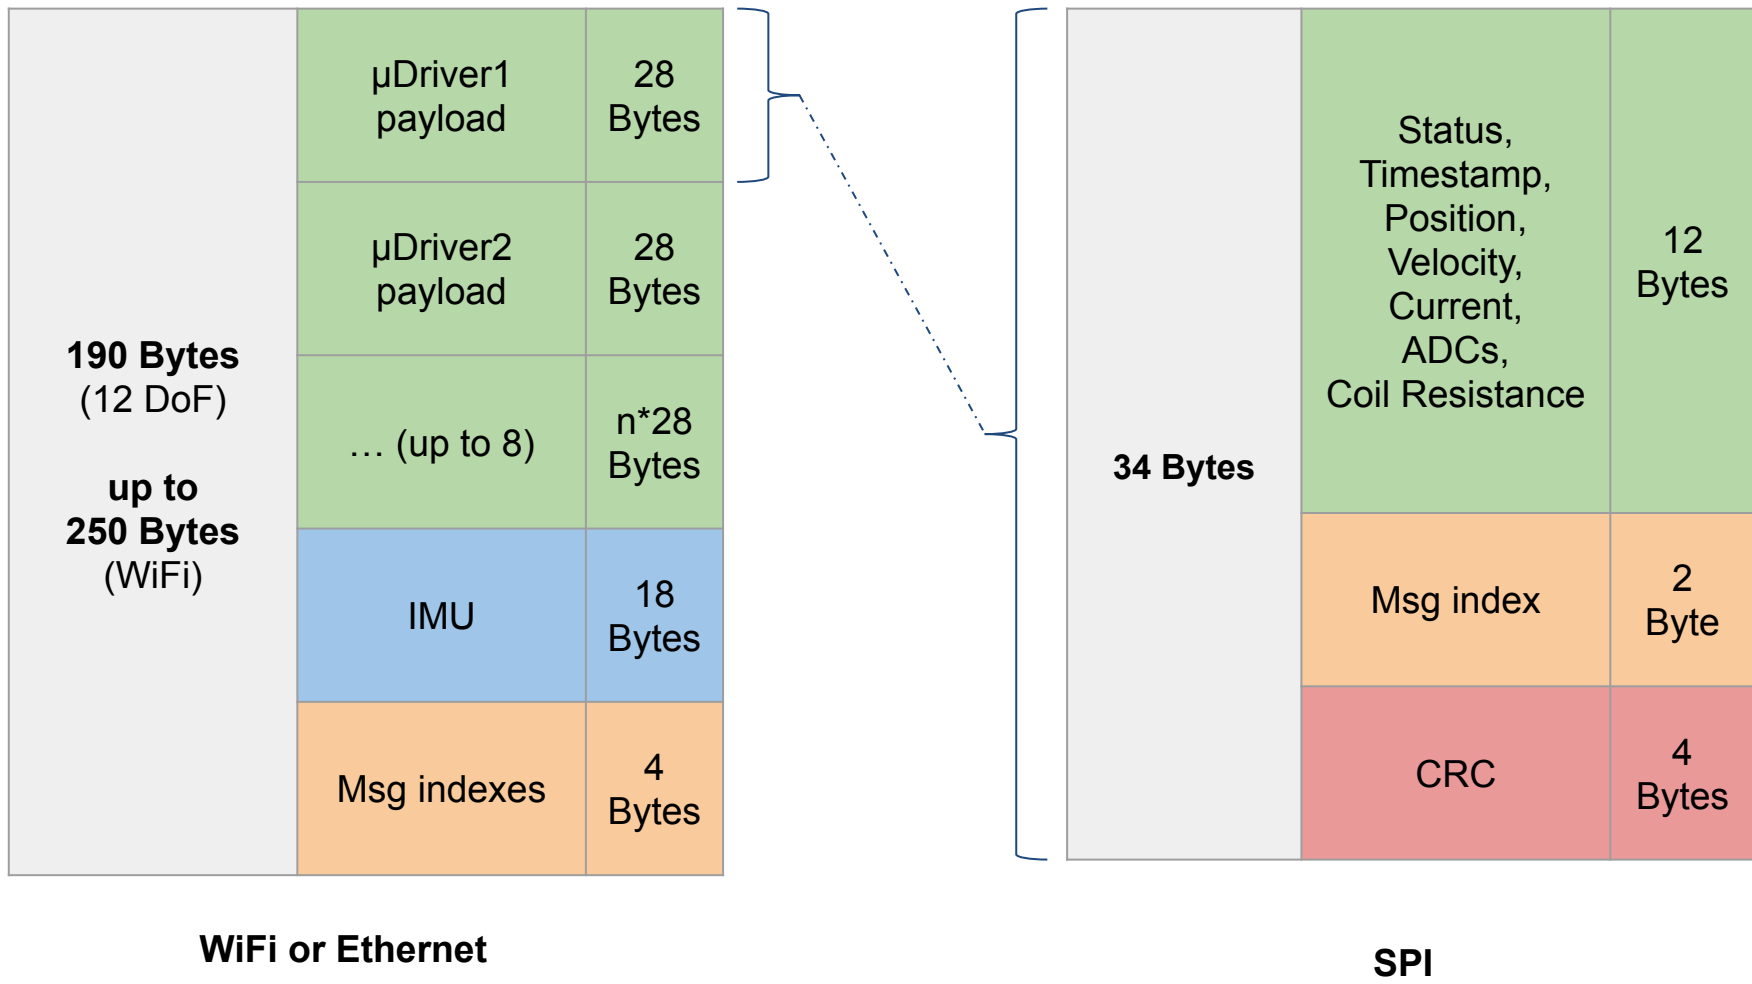 190 Bytes
(12 DoF)
up to
250 Bytes
(WiFi)
µDriver1
payload
28
Bytes
µDriver2
payload
28
Bytes
… (up to 8)
n*28
Bytes
IMU
18
Bytes
Msg indexes
4
Bytes
WiFi or Ethernet
34 Bytes
Status,
Timestamp,
Position,
Velocity,
Current,
ADCs,
Coil Resistance
12
Bytes
Msg index
2
Byte
CRC
4
Bytes
SPI